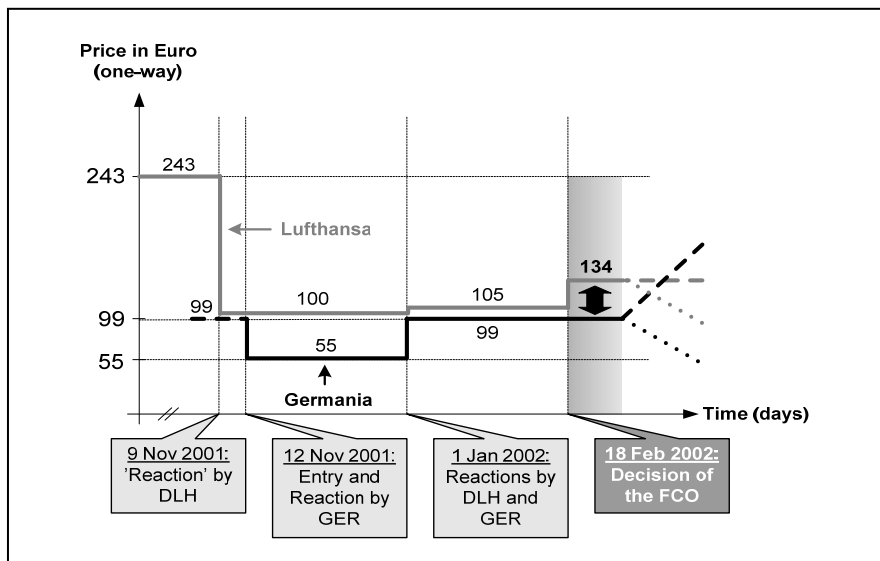 Price in Euro
(one-way)
243
243
Lufthansa
134
99
100
105
99
55
99
55
Germania
Time (days)
9 Nov 2001:
'Reaction' by
DLH
12 Nov 2001:
Entry and
Reaction by
GER
1 Jan 2002:
Reactions by
DLH and
GER
18 Feb 2002:
Decision of
the FCO